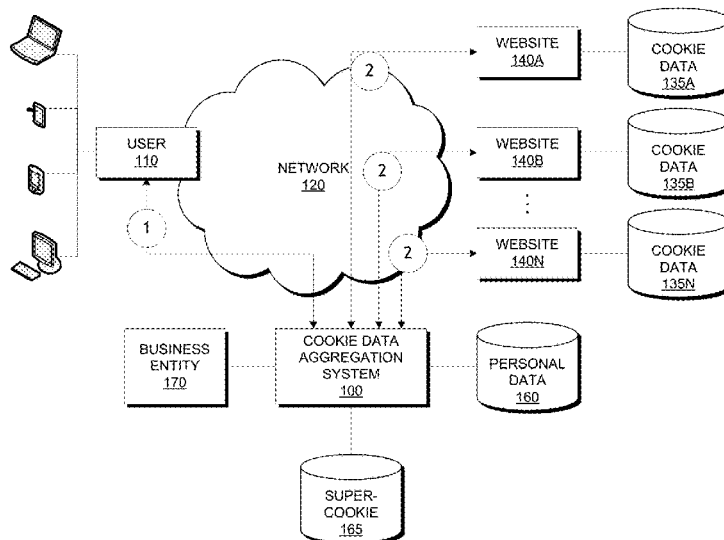 WEBSITE
140A
COOKIE
DATA
135A
2
USER
110
NETWORK
120
2
WEBSITE
140B
COOKIE
DATA
135B
1
2
WEBSITE
140N
COOKIE
DATA
135N
BUSINESS
ENTITY
170
COOKIE DATA
AGGREGATION
SYSTEM
100
PERSONAL
DATA
160
SUPER-
COOKIE
165